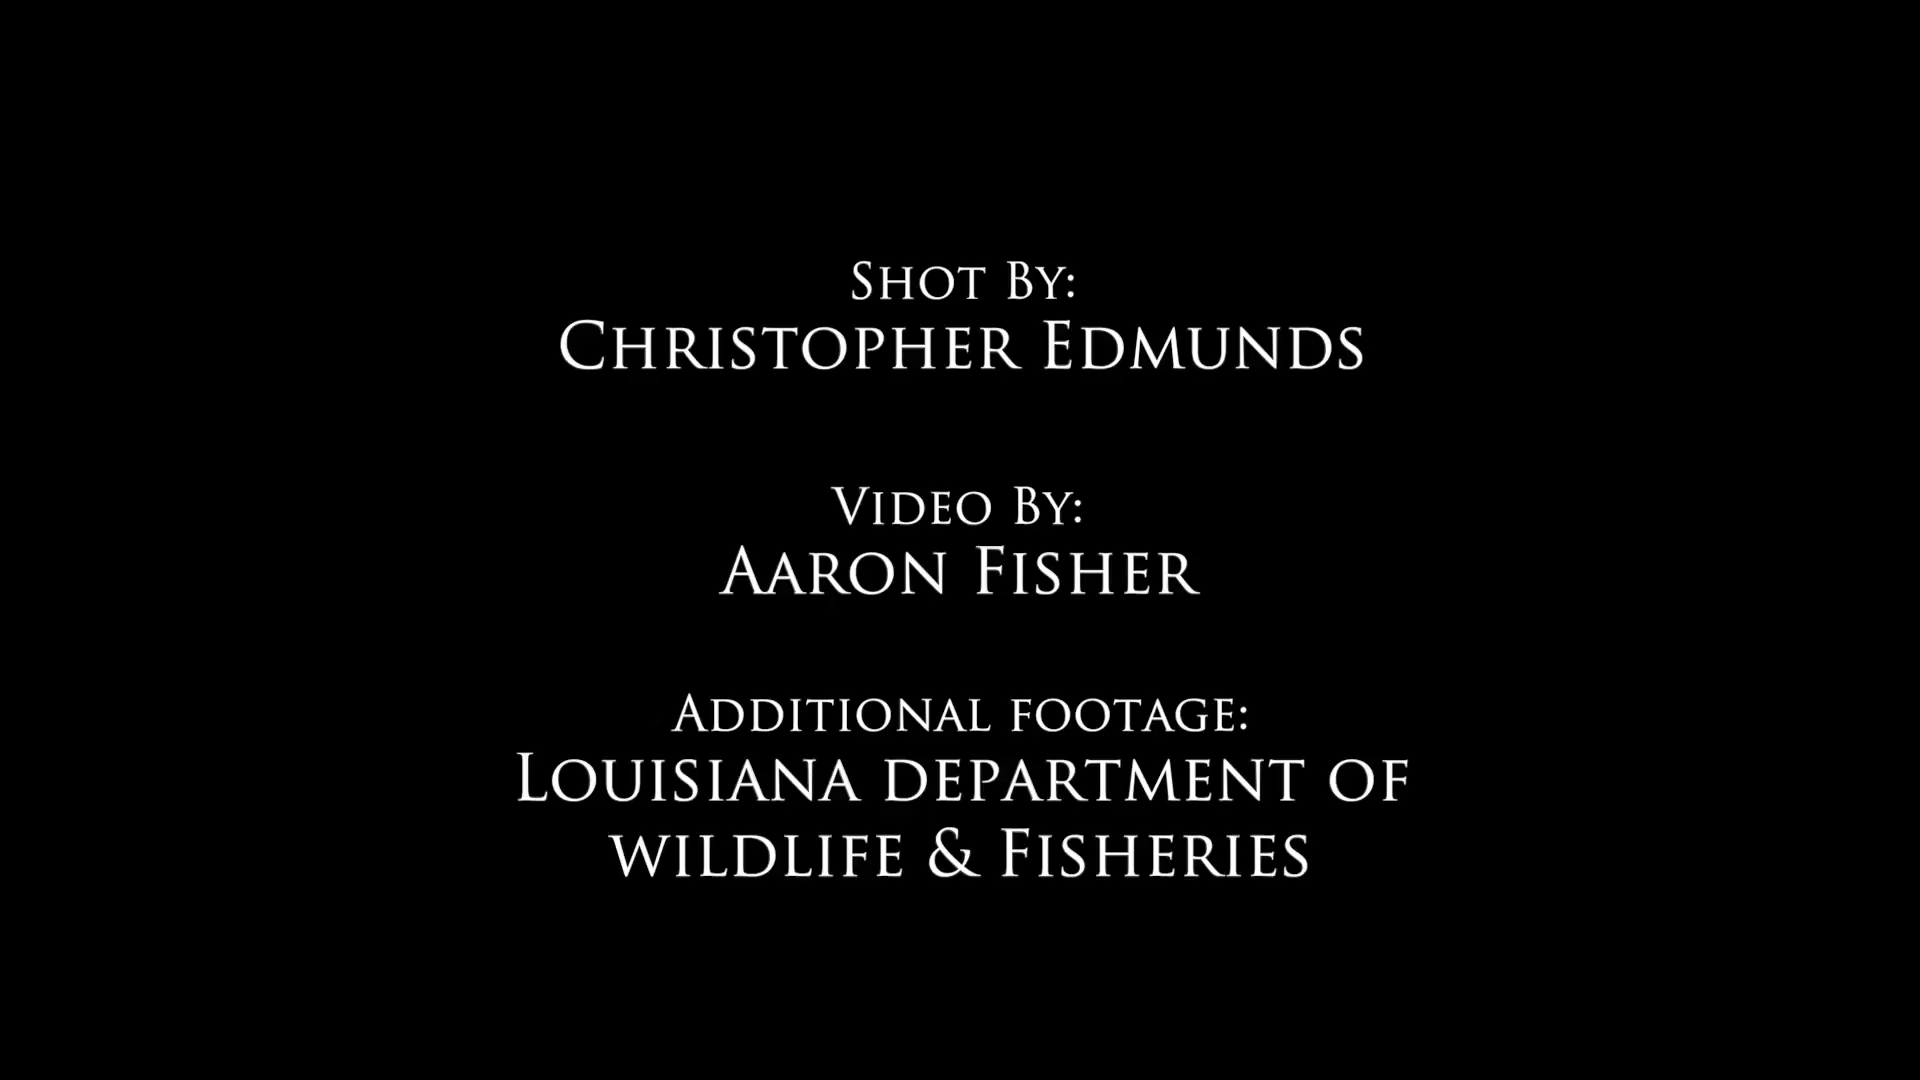 Shot By:
Christopher Edmunds
Video By:
Aaron Fisher
Additional footage:
Louisiana department of
wildlife & Fisheries